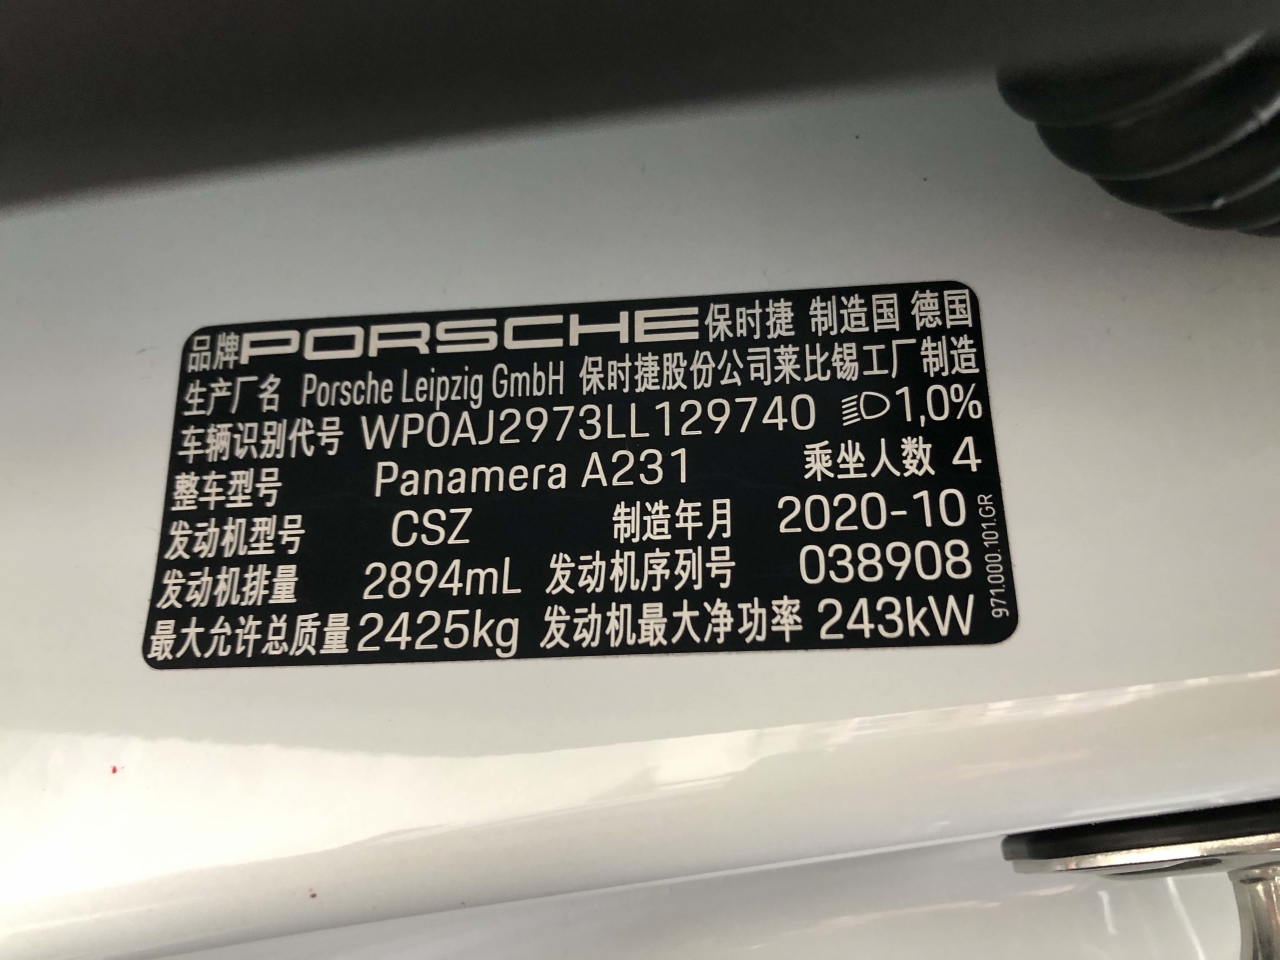 品牌PORSCHE保时捷 制造国 德国
生产厂名 Porsche Leipzig GmbH 保时捷股份公司莱比锡工厂制造
车辆识别代号 WP0AJ2973LL129740 1,0%
整车型号 Panamera A231 乘坐人数 4
发动机型号 CSZ 制造年月 2020-10
发动机排量 2894mL 发动机序列号 038908
最大允许总质量 2425kg 发动机最大净功率 243kW
971.000.101.GR